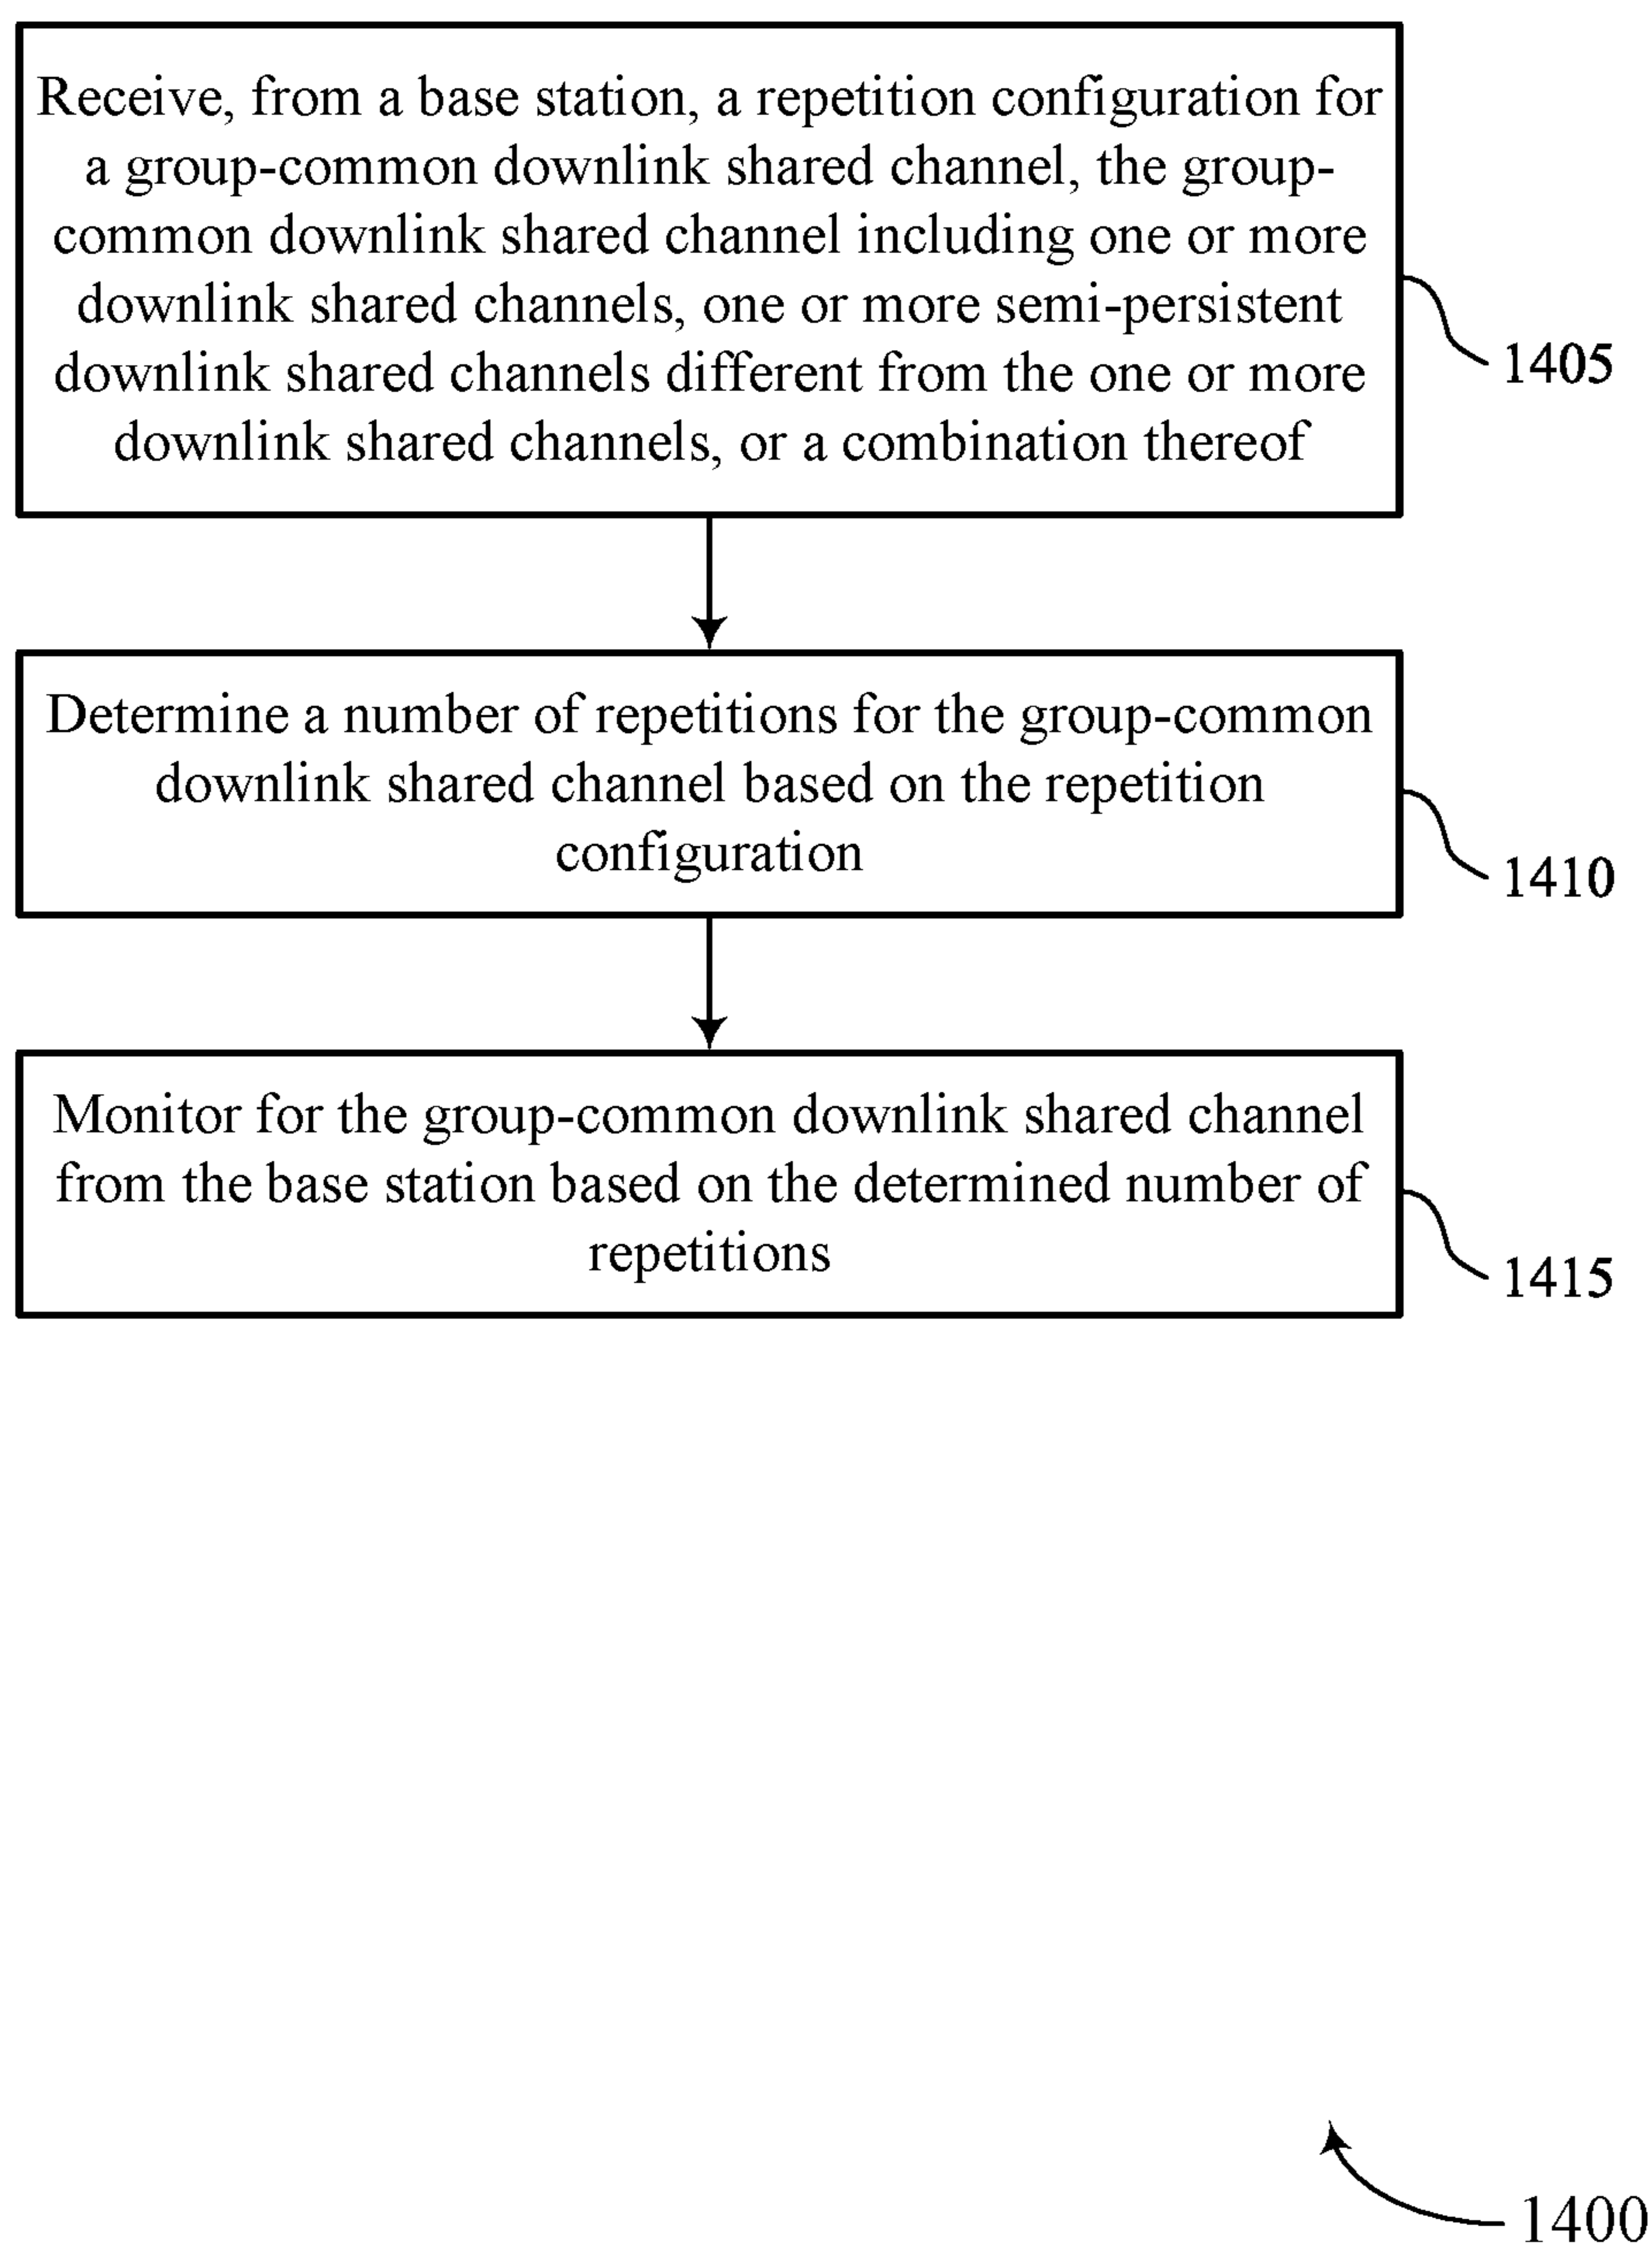 Receive, from a base station, a repetition configuration for
a group-common downlink shared channel, the group-
common downlink shared channel including one or more
downlink shared channels, one or more semi-persistent
downlink shared channels different from the one or more
downlink shared channels, or a combination thereof
1405
Determine a number of repetitions for the group-common
downlink shared channel based on the repetition
configuration
1410
Monitor for the group-common downlink shared channel
from the base station based on the determined number of
repetitions
1415
1400